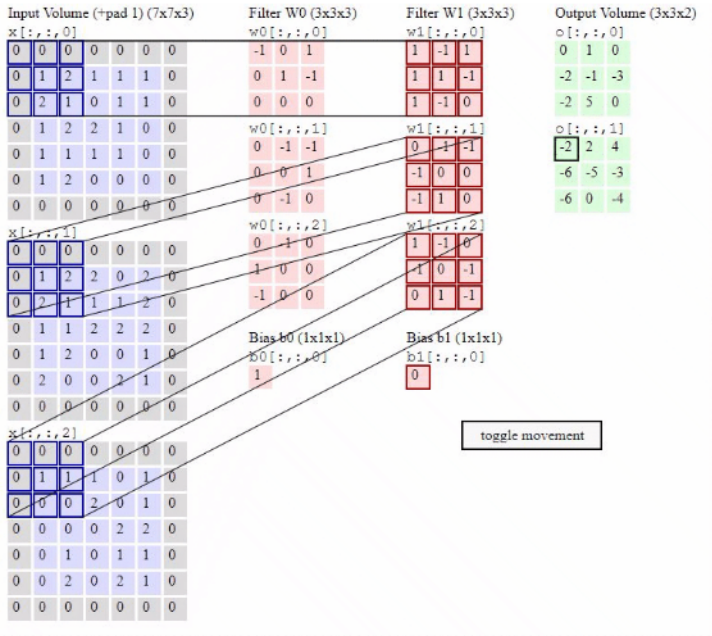 Input Volume (+pad 1) (7x7x3)
x[:,:,0]
0 0 0 0 0 0 0
0 1 2 1 1 1 0
0 2 1 0 1 1 0
0 1 2 2 1 0 0
0 1 1 1 1 0 0
0 1 2 0 0 0 0
0 0 0 0 0 0 0
x[:,:,1]
0 0 0 0 0 0 0
0 1 2 2 0 2 0
0 2 1 1 1 2 0
0 1 1 2 2 2 0
0 1 2 0 0 1 0
0 2 0 0 2 1 0
0 0 0 0 0 0 0
x[:,:,2]
0 0 0 0 0 0 0
0 1 1 1 0 1 0
0 0 0 2 0 1 0
0 0 0 0 2 2 0
0 0 1 0 1 1 0
0 0 2 0 2 1 0
0 0 0 0 0 0 0
Filter W0 (3x3x3)
w0[:,:,0]
-1 0 1
0 1 -1
0 0 0
w0[:,:,1]
0 -1 -1
0 0 1
0 -1 0
w0[:,:,2]
0 -1 0
1 0 0
-1 0 0
Bias b0 (1x1x1)
b0[:,:,0]
1
Filter W1 (3x3x3)
w1[:,:,0]
1 -1 1
1 1 -1
1 -1 0
w1[:,:,1]
0 -1 -1
-1 0 0
-1 1 0
w1[:,:,2]
1 -1 0
-1 0 -1
0 1 -1
Bias b1 (1x1x1)
b1[:,:,0]
0
Output Volume (3x3x2)
o[:,:,0]
0 1 0
-2 -1 -3
-2 5 0
o[:,:,1]
-2 2 4
-6 -5 -3
-6 0 -4
toggle movement